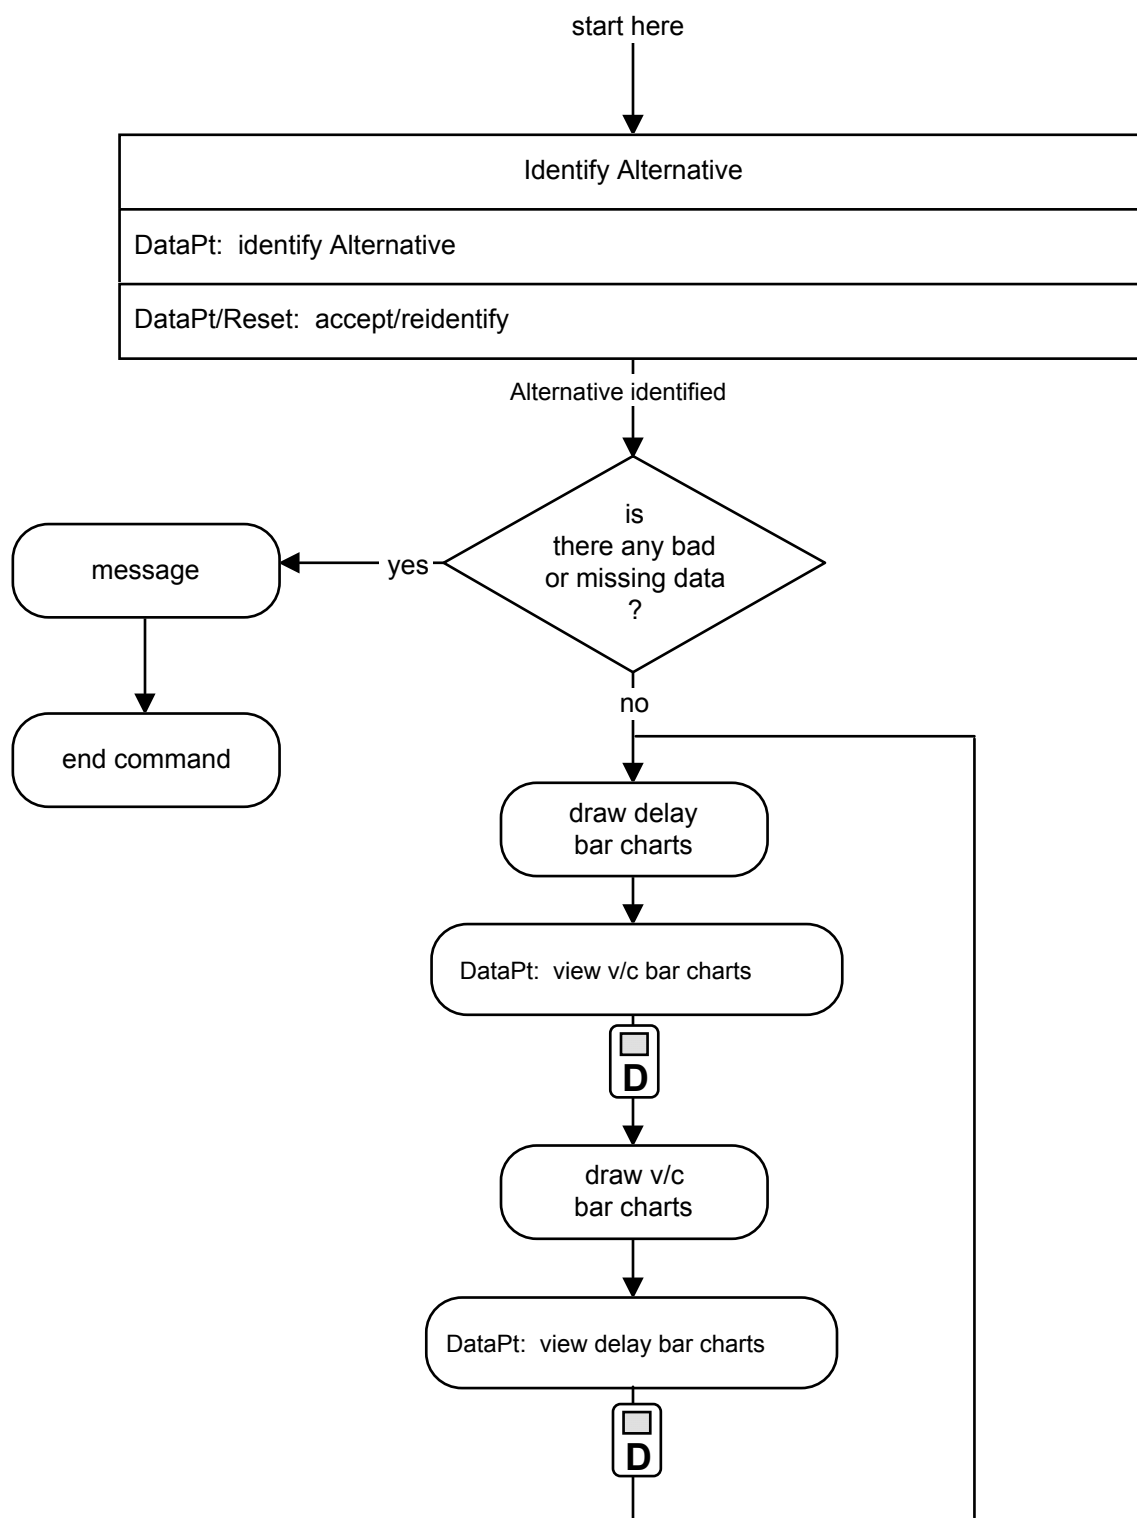 start here
Identify Alternative
DataPt:  identify Alternative
DataPt/Reset:  accept/reidentify
Alternative identified
is
there any bad
or missing data
?
yes
message
end command
no
draw delay
bar charts
DataPt:  view v/c bar charts
D
draw v/c
bar charts
DataPt:  view delay bar charts
D